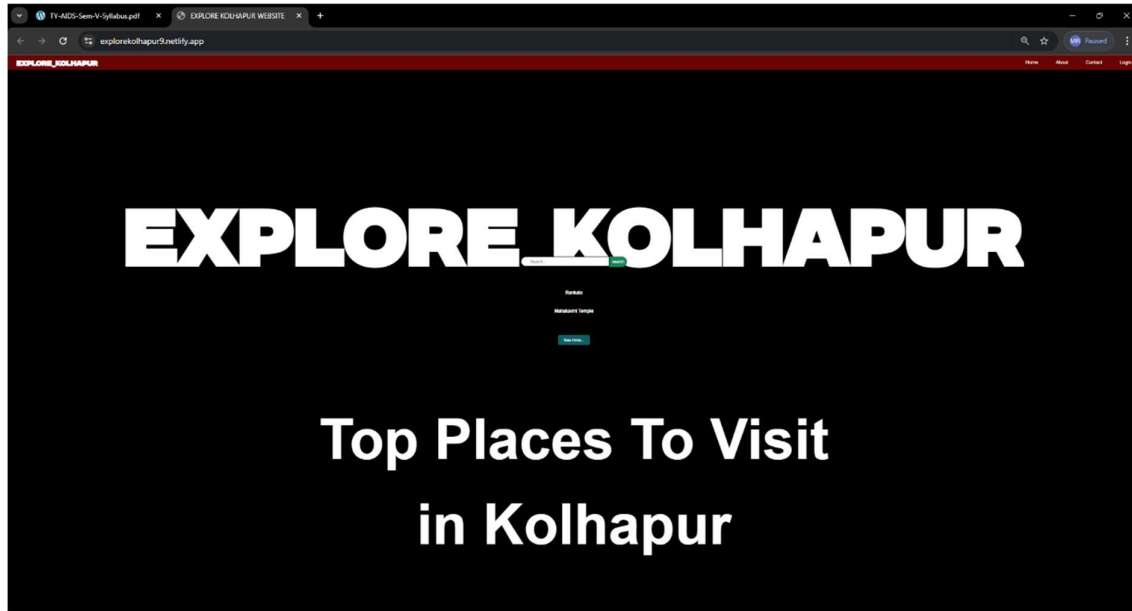 TY-AIDS-Sem-V-Syllabus.pdf
EXPLORE KOLHAPUR WEBSITE
explorekolhapur9.netlify.app
Paused
EXPLORE_KOLHAPUR
Home About Contact Login
EXPLORE_KOLHAPUR
Search...
Search
Rankala
Mahalaxmi Temple
See more...
Top Places To Visit
in Kolhapur